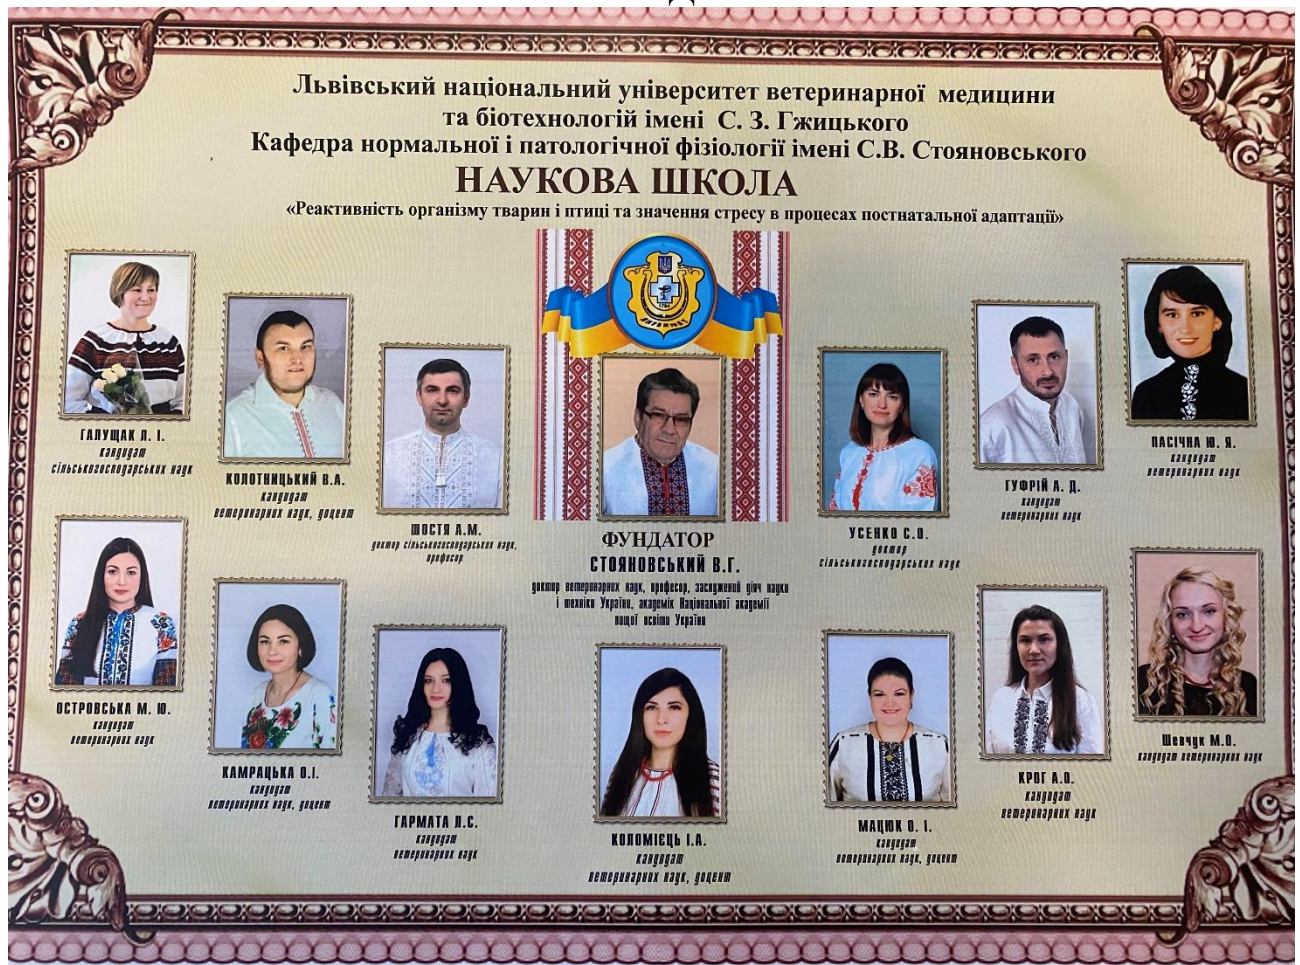 Д
Львівський національний університет ветеринарної медицини
та біотехнологій імені С. З. Гжицького
Кафедра нормальної і патологічної фізіології імені С.В. Стояновського
НАУКОВА ШКОЛА
«Реактивність організму тварин і птиці та значення стресу в процесах постнатальної адаптації»
1784
ГАЛУЩАК Л. І.
кандидат
сільськогосподарських наук
КОЛОТНИЦЬКИЙ В.А.
кандидат
ветеринарних наук, доцент
ШОСТЯ А.М.
доктор сільськогосподарських наук,
професор
ФУНДАТОР
СТОЯНОВСЬКИЙ В.Г.
доктор ветеринарних наук, професор, заслужений діяч науки
і техніки України, академік Національної академії
вищої освіти України
УСЕНКО С.О.
доктор
сільськогосподарських наук
ГУФРІЙ А. Д.
кандидат
ветеринарних наук
ПАСІЧНА Ю. Я.
кандидат
ветеринарних наук
ОСТРОВСЬКА М. Ю.
кандидат
ветеринарних наук
КАМРАЦЬКА О.І.
кандидат
ветеринарних наук, доцент
ГАРМАТА Л.С.
кандидат
ветеринарних наук
КОЛОМІЄЦЬ І.А.
кандидат
ветеринарних наук, доцент
МАЦЮК О. І.
кандидат
ветеринарних наук, доцент
КРОГ А.О.
кандидат
ветеринарних наук
Шевчук М.О.
кандидат ветеринарних наук